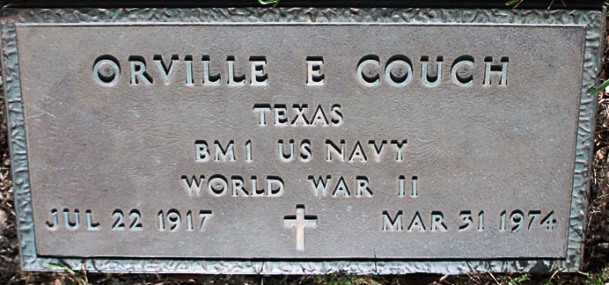 ORVILLE E COUCH
TEXAS
BM1 US NAVY
WORLD WAR II
JUL 22 1917 MAR 31 1974